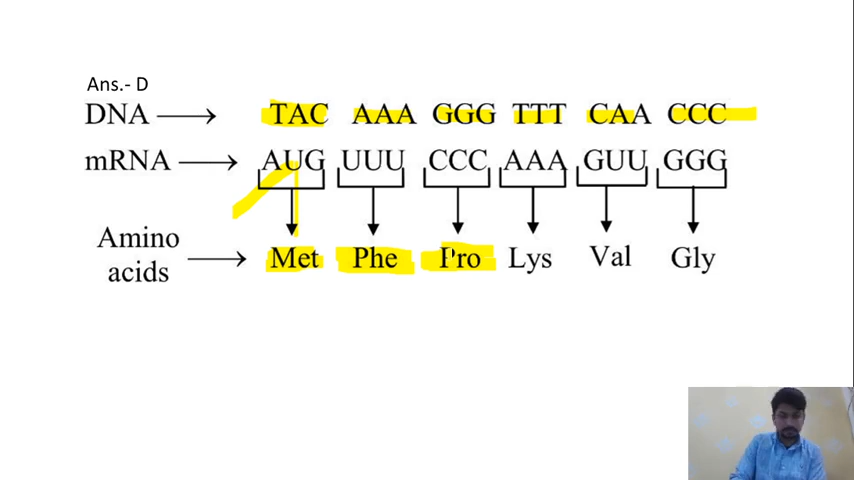 Ans.- D
DNA → TAC AAA GGG TTT CAA CCC
mRNA → AUG UUU CCC AAA GUU GGG
Amino
acids → Met Phe Pro Lys Val Gly